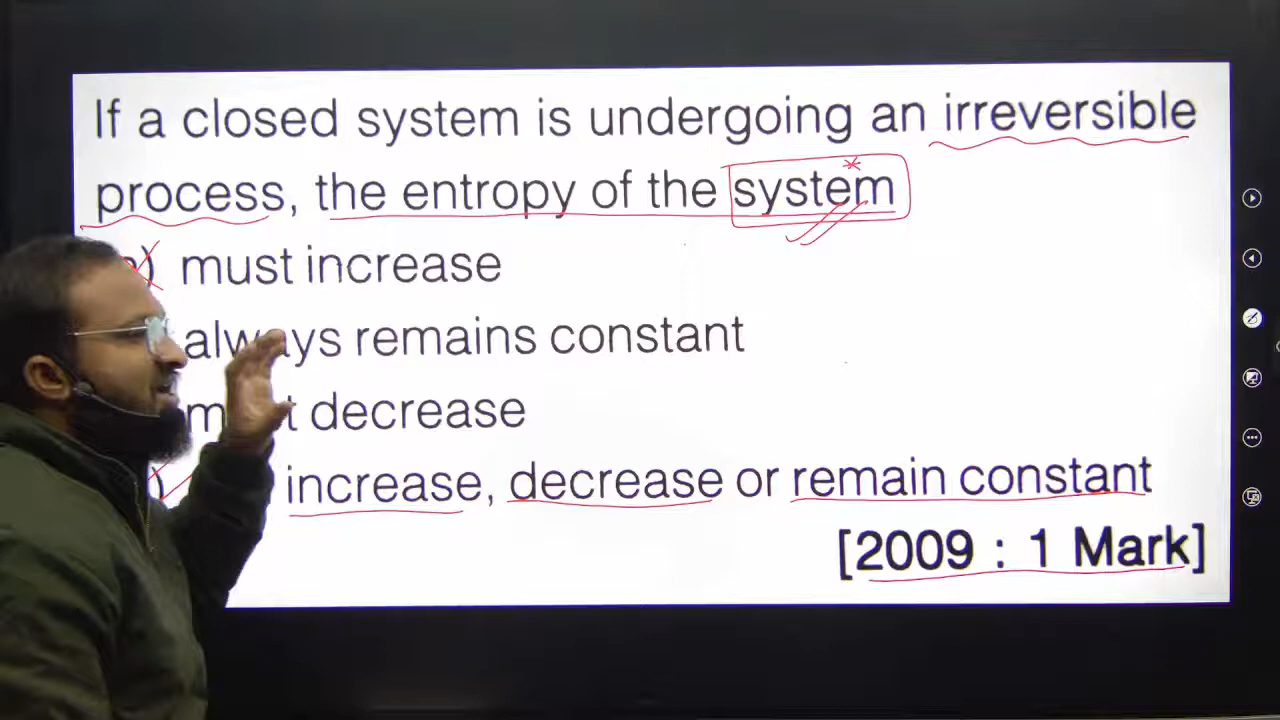 If a closed system is undergoing an irreversible
process, the entropy of the system
must increase
always remains constant
decrease
increase, decrease or remain constant
[2009 : 1 Mark]